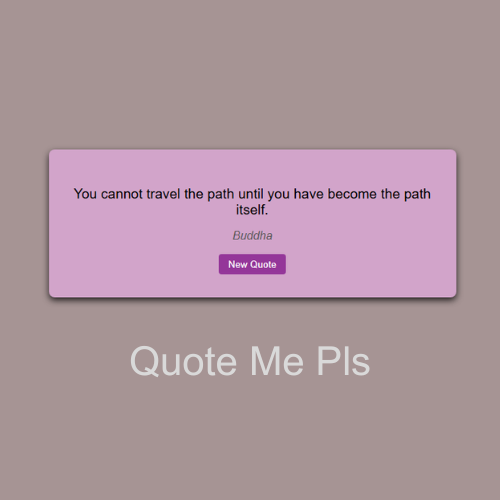 You cannot travel the path until you have become the path
itself.
Buddha
New Quote
Quote Me Pls